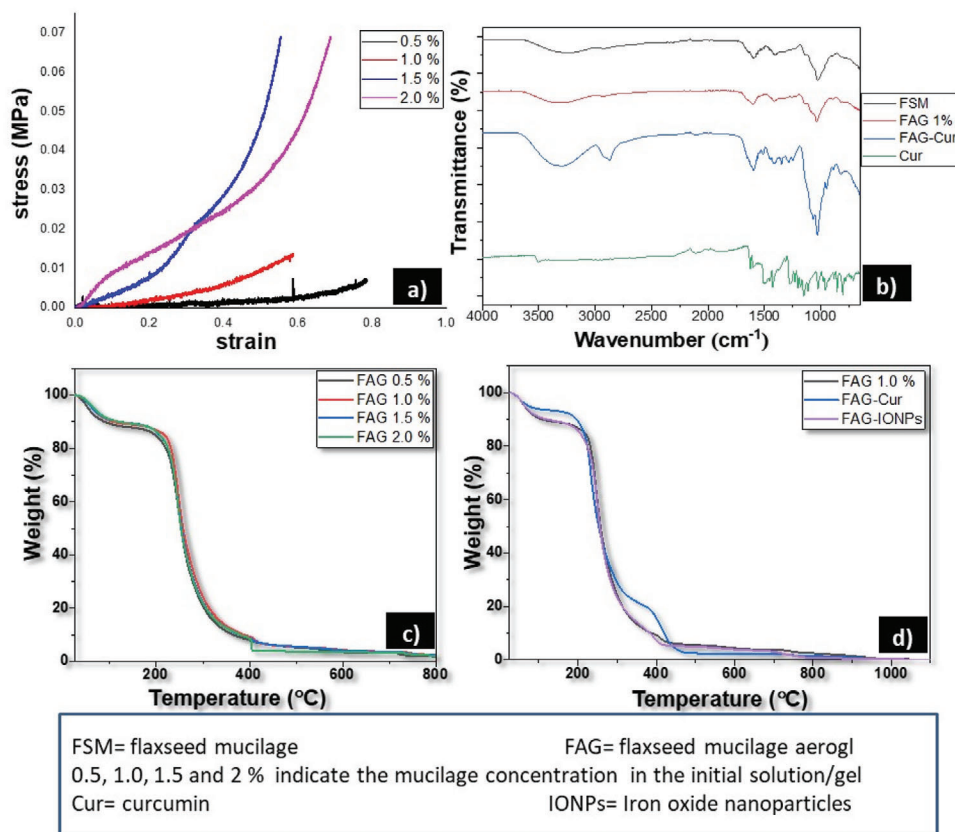 0.07
0.06
0.05
0.04
0.03
0.02
0.01
0.00
stress (MPa)
0.5 %
1.0 %
1.5 %
2.0 %
a)
0.0 0.2 0.4 0.6 0.8 1.0
strain
Transmittance (%)
FSM
FAG 1%
FAG-Cur
Cur
b)
4000 3500 3000 2500 2000 1500 1000
Wavenumber (cm⁻¹)
100
80
60
40
20
0
Weight (%)
FAG 0.5 %
FAG 1.0 %
FAG 1.5 %
FAG 2.0 %
c)
200 400 600 800
Temperature (°C)
100
80
60
40
20
0
Weight (%)
FAG 1.0 %
FAG-Cur
FAG-IONPs
d)
200 400 600 800 1000
Temperature (°C)
FSM= flaxseed mucilage FAG= flaxseed mucilage aerogl
0.5, 1.0, 1.5 and 2 % indicate the mucilage concentration in the initial solution/gel
Cur= curcumin IONPs= Iron oxide nanoparticles